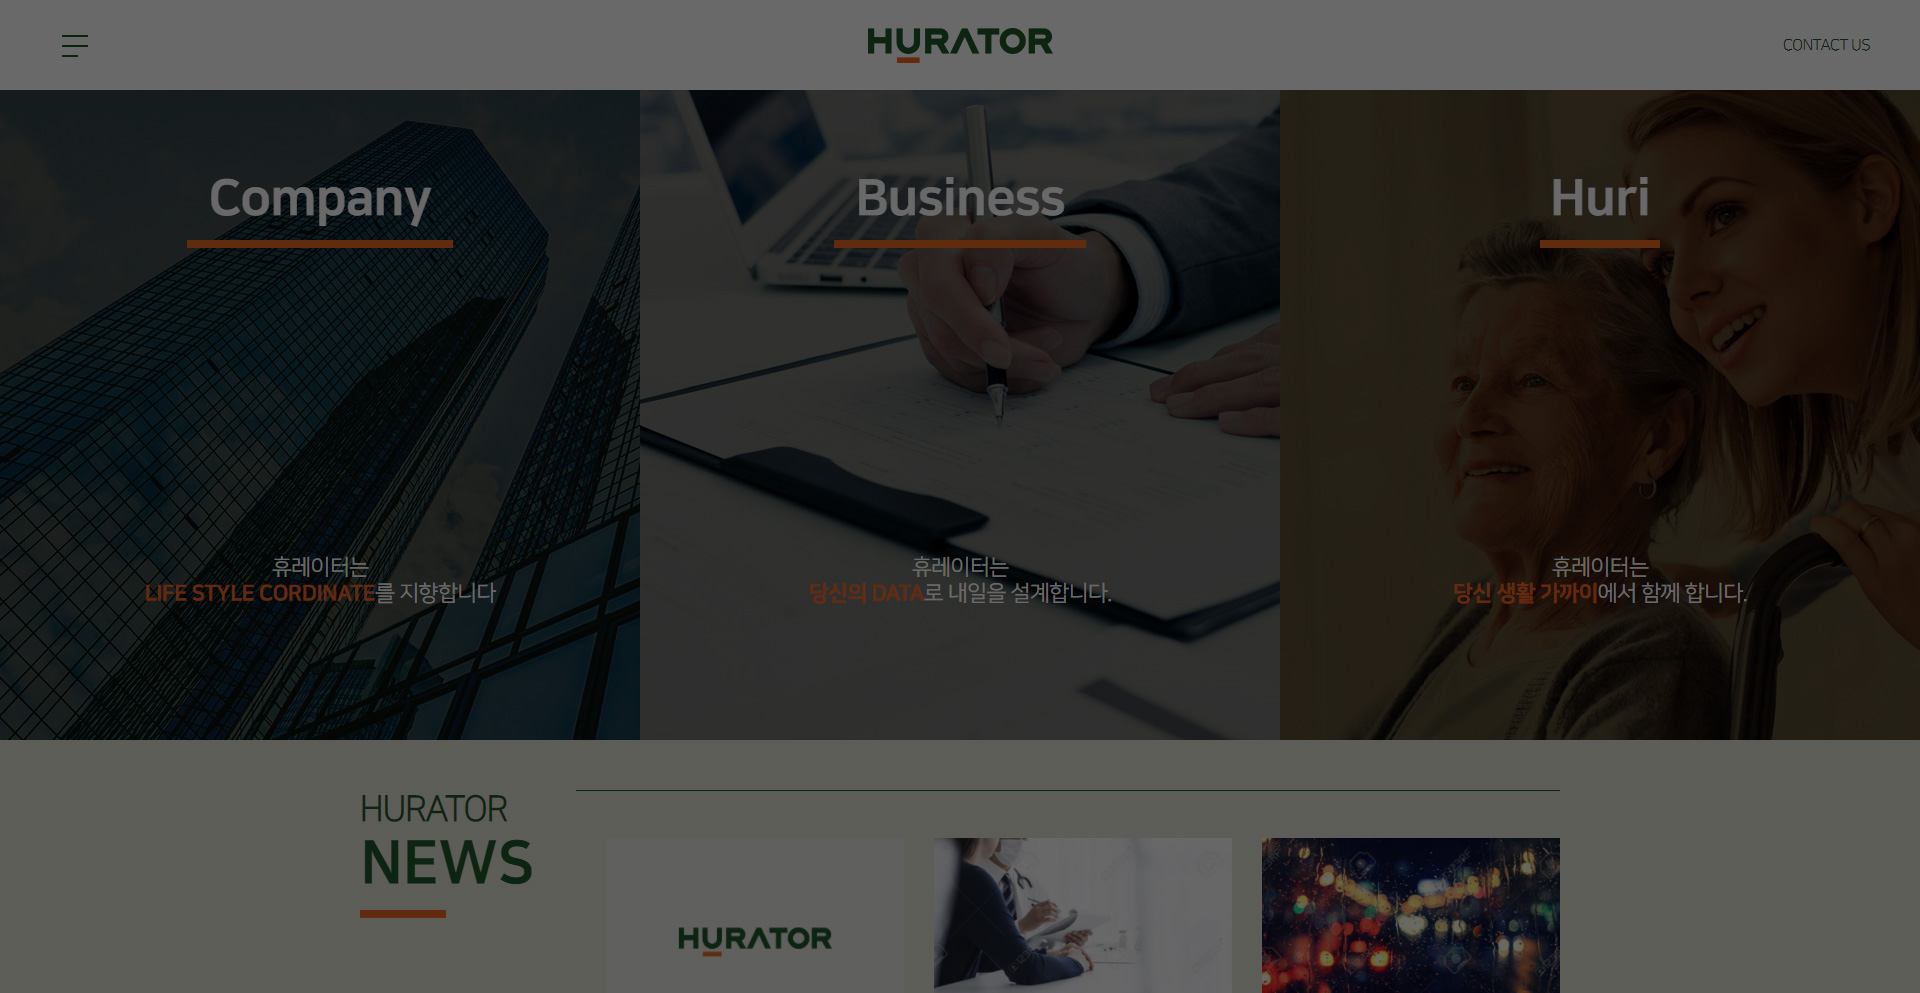 HURATOR
CONTACT US
Company
휴레이터는
LIFE STYLE CORDINATE를 지향합니다
Business
휴레이터는
당신의 DATA로 내일을 설계합니다.
Huri
휴레이터는
당신 생활 가까이에서 함께 합니다.
HURATOR
NEWS
HURATOR